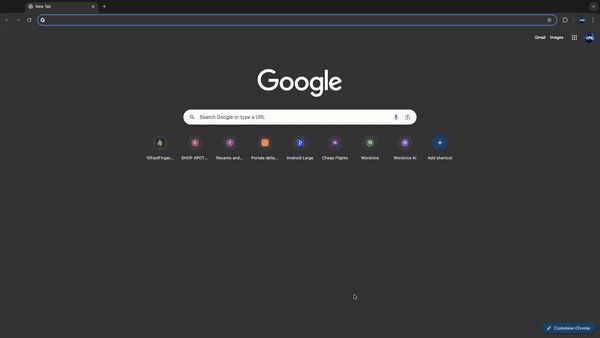 New Tab
Gmail Images
Google
Search Google or type a URL
10FastFinger... SHOP APOT... Recents and... Portale della... Android Large Cheap Flights Wordvice Wordvice AI Add shortcut
Customise Chrome